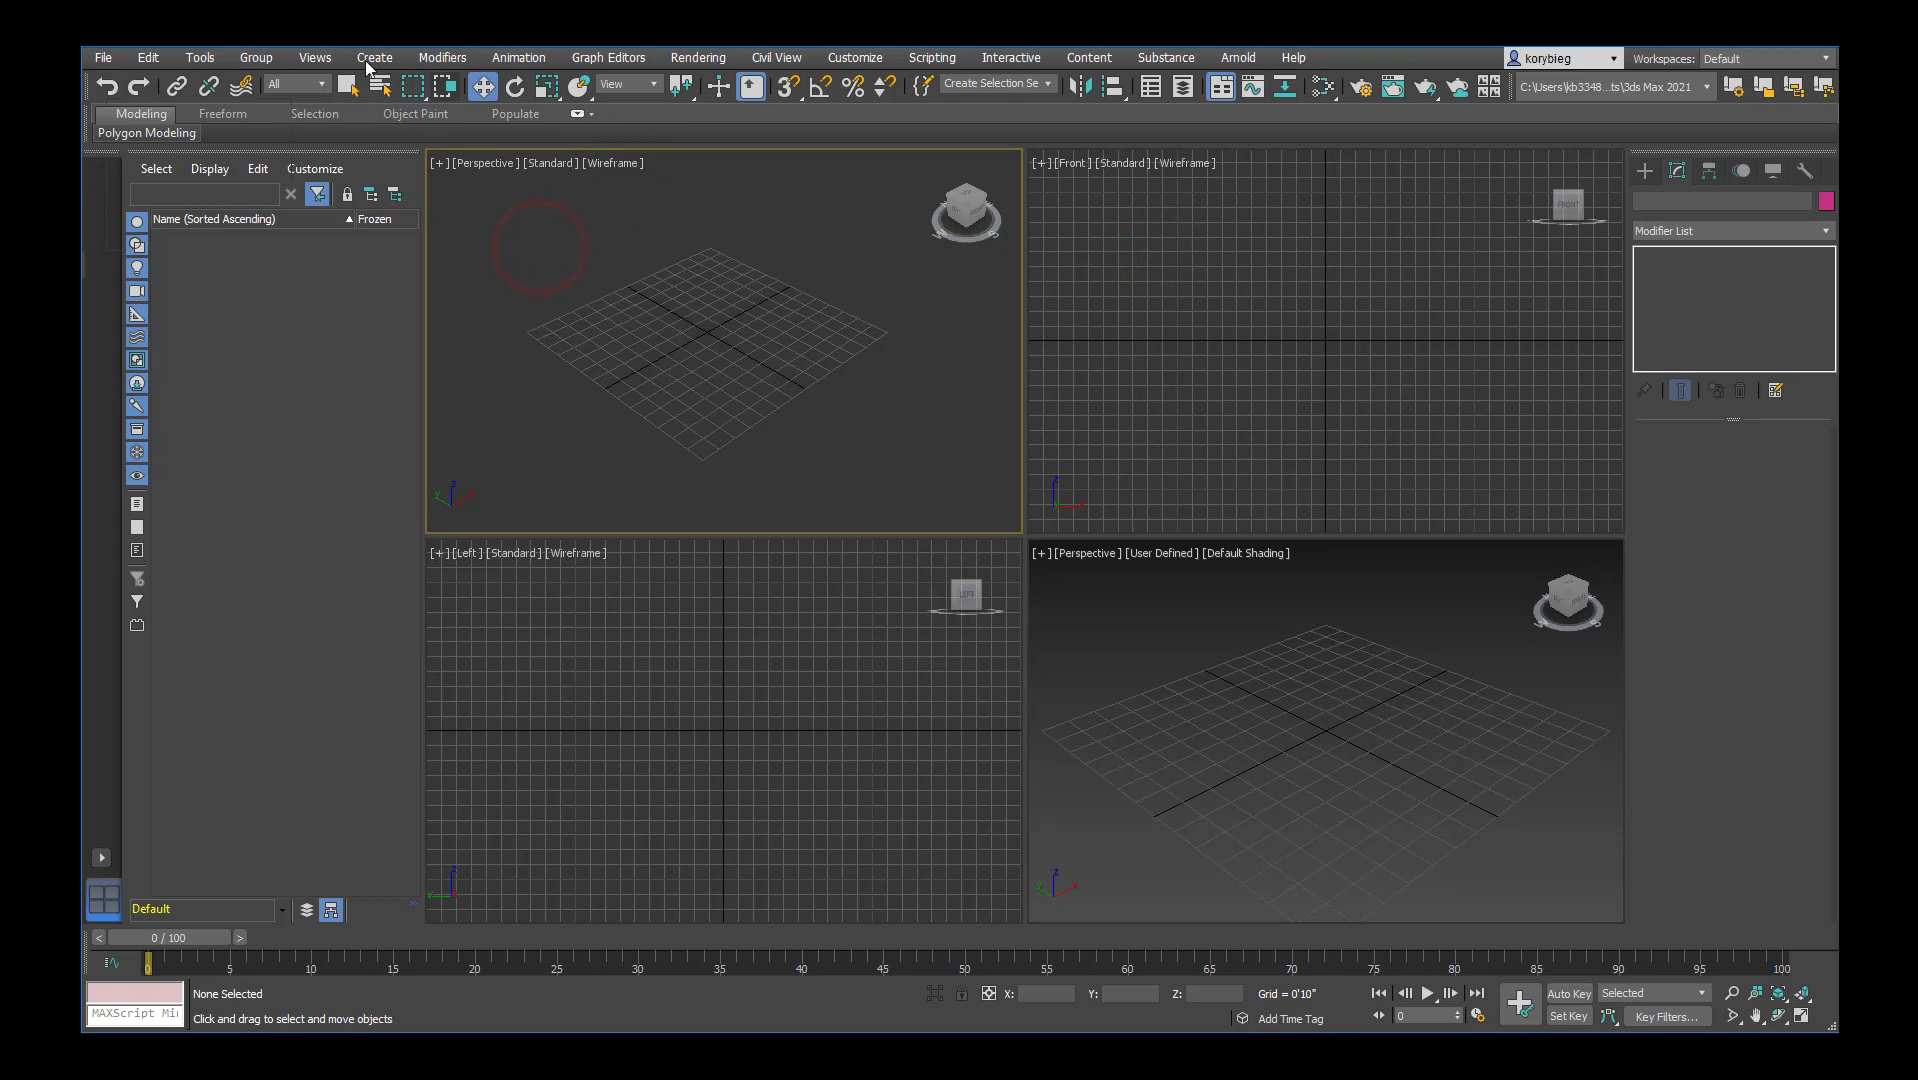 File Edit Tools Group Views Create Modifiers Animation Graph Editors Rendering Civil View Customize Scripting Interactive Content Substance Arnold Help korybieg Workspaces: Default
All View Create Selection Se C:\Users\kb3348...ts\3ds Max 2021
Modeling Freeform Selection Object Paint Populate
Polygon Modeling
Select Display Edit Customize
Name (Sorted Ascending) Frozen
[+] [Perspective] [Standard] [Wireframe]
[+] [Front] [Standard] [Wireframe]
FRONT
Modifier List
z
y
z
[+] [Left] [Standard] [Wireframe]
LEFT
[+] [Perspective] [User Defined] [Default Shading]
z
y
z
y x
Default
< 0 / 100 >
0 5 10 15 20 25 30 35 40 45 50 55 60 65 70 75 80 85 90 95 100
None Selected X: Y: Z: Grid = 0'10" Auto Key Selected
MAXScript Mi Click and drag to select and move objects Add Time Tag 0 Set Key Key Filters...